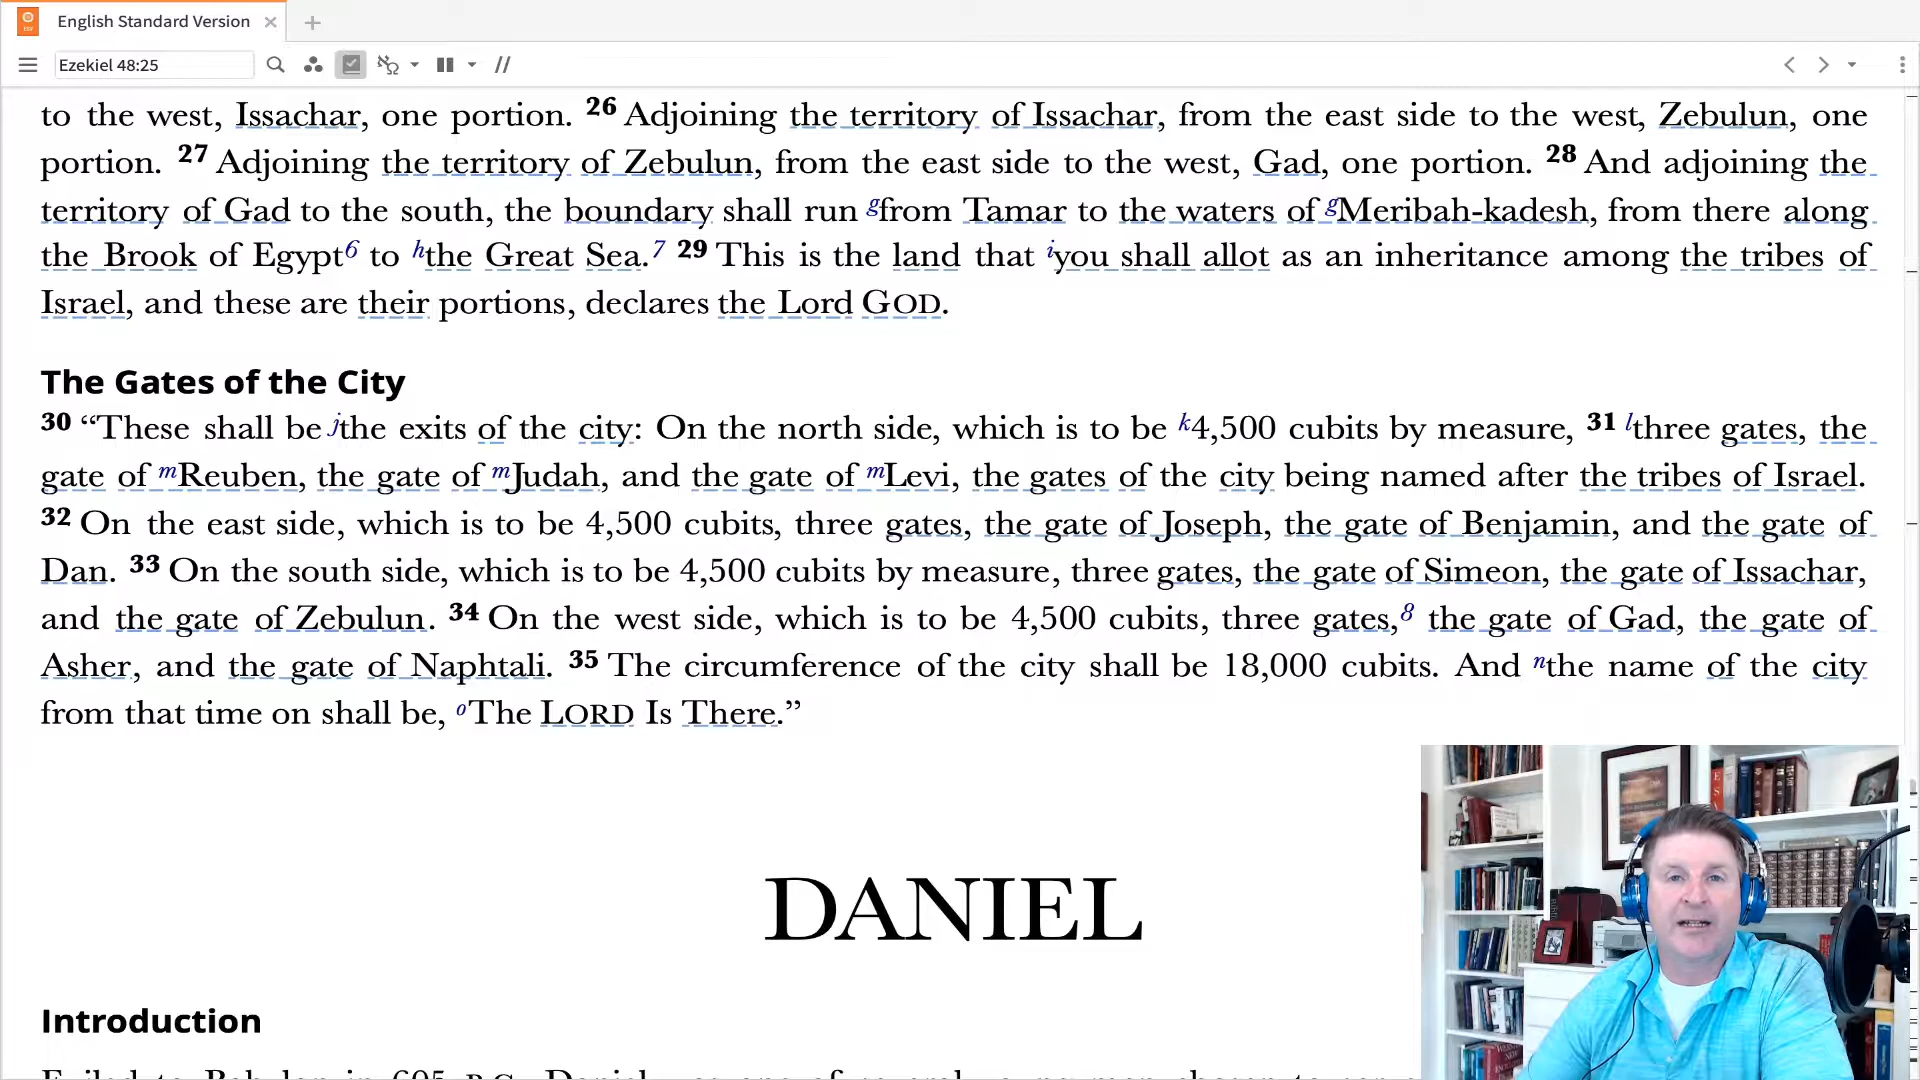 English Standard Version
Ezekiel 48:25
to the west, Issachar, one portion. 26 Adjoining the territory of Issachar, from the east side to the west, Zebulun, one
portion. 27 Adjoining the territory of Zebulun, from the east side to the west, Gad, one portion. 28 And adjoining the
territory of Gad to the south, the boundary shall run gfrom Tamar to the waters of gMeribah-kadesh, from there along
the Brook of Egypt6 to hthe Great Sea.7 29 This is the land that iyou shall allot as an inheritance among the tribes of
Israel, and these are their portions, declares the Lord GOD.
The Gates of the City
30 “These shall be jthe exits of the city: On the north side, which is to be k4,500 cubits by measure, 31 lthree gates, the
gate of mReuben, the gate of mJudah, and the gate of mLevi, the gates of the city being named after the tribes of Israel.
32 On the east side, which is to be 4,500 cubits, three gates, the gate of Joseph, the gate of Benjamin, and the gate of
Dan. 33 On the south side, which is to be 4,500 cubits by measure, three gates, the gate of Simeon, the gate of Issachar,
and the gate of Zebulun. 34 On the west side, which is to be 4,500 cubits, three gates,8 the gate of Gad, the gate of
Asher, and the gate of Naphtali. 35 The circumference of the city shall be 18,000 cubits. And nthe name of the city
from that time on shall be, oThe LORD Is There.”
DANIEL
Introduction